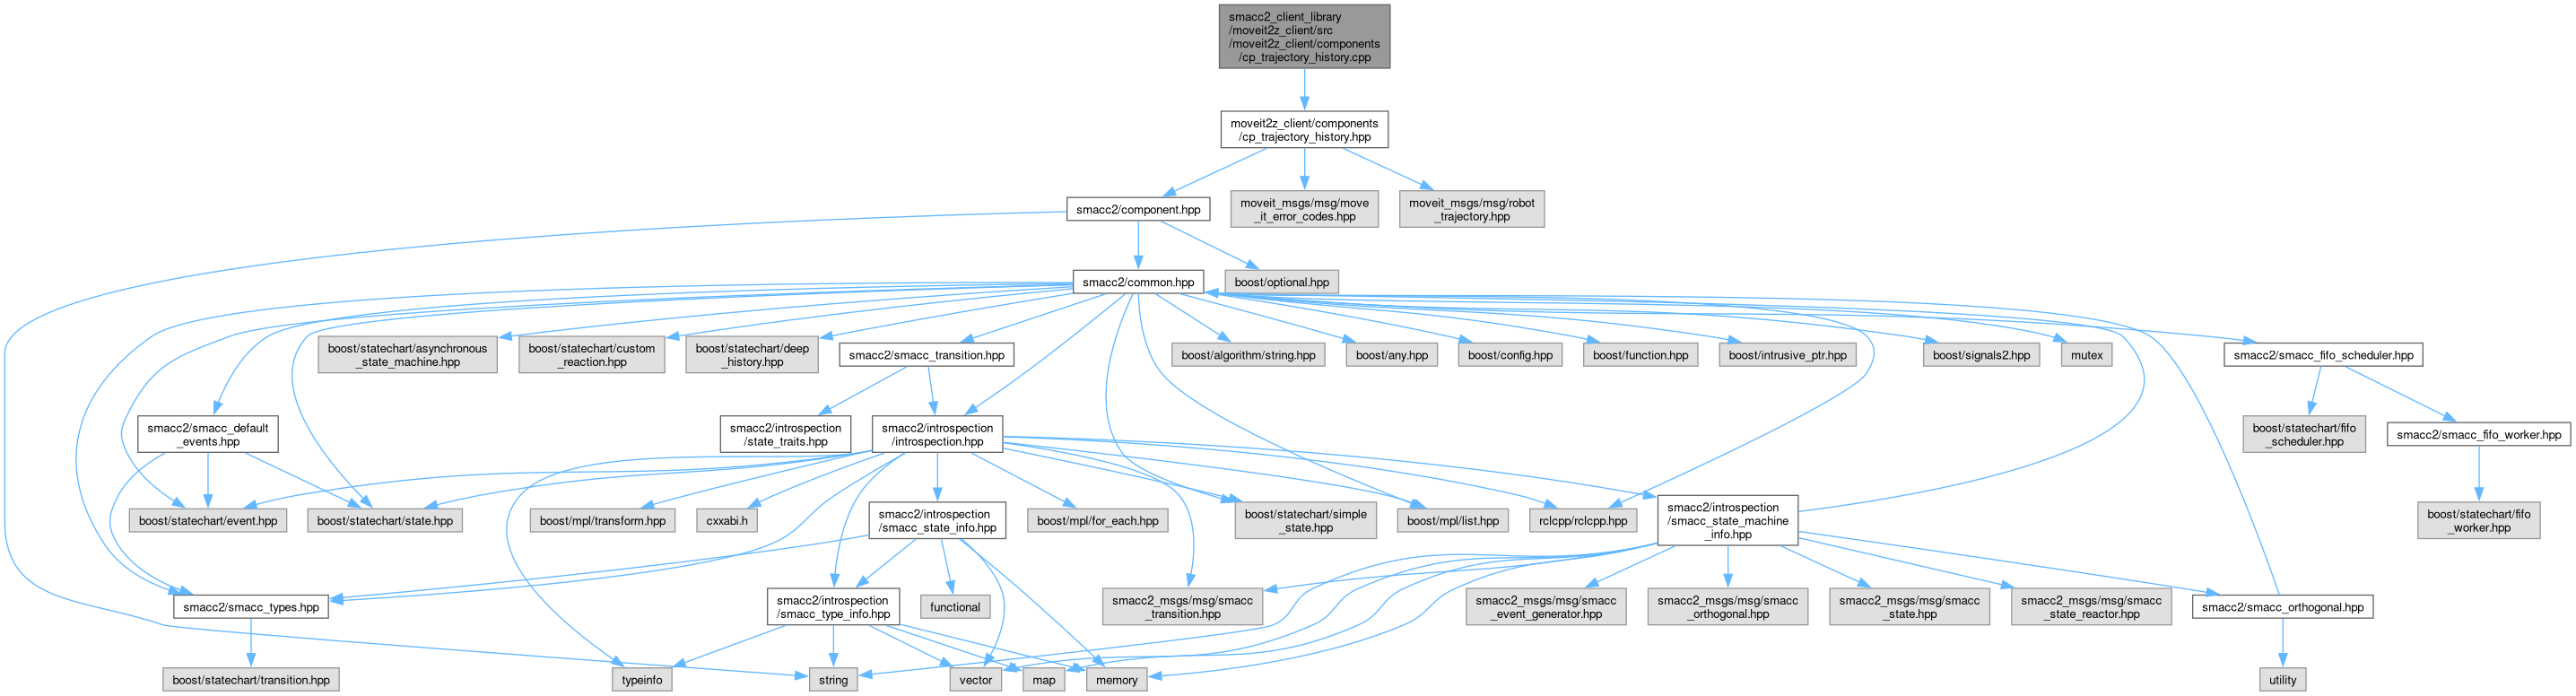 smacc2_client_library
/moveit2z_client/src
/moveit2z_client/components
/cp_trajectory_history.cpp
moveit2z_client/components
/cp_trajectory_history.hpp
smacc2/component.hpp
moveit_msgs/msg/move
_it_error_codes.hpp
moveit_msgs/msg/robot
_trajectory.hpp
smacc2/common.hpp
boost/optional.hpp
boost/statechart/asynchronous
_state_machine.hpp
boost/statechart/custom
_reaction.hpp
boost/statechart/deep
_history.hpp
smacc2/smacc_transition.hpp
boost/algorithm/string.hpp
boost/any.hpp
boost/config.hpp
boost/function.hpp
boost/intrusive_ptr.hpp
boost/signals2.hpp
mutex
smacc2/smacc_fifo_scheduler.hpp
smacc2/smacc_default
_events.hpp
smacc2/introspection
/state_traits.hpp
smacc2/introspection
/introspection.hpp
boost/statechart/fifo
_scheduler.hpp
smacc2/smacc_fifo_worker.hpp
boost/statechart/event.hpp
boost/statechart/state.hpp
boost/mpl/transform.hpp
cxxabi.h
smacc2/introspection
/smacc_state_info.hpp
boost/mpl/for_each.hpp
boost/statechart/simple
_state.hpp
boost/mpl/list.hpp
rclcpp/rclcpp.hpp
smacc2/introspection
/smacc_state_machine
_info.hpp
boost/statechart/fifo
_worker.hpp
smacc2/smacc_types.hpp
smacc2/introspection
/smacc_type_info.hpp
functional
smacc2_msgs/msg/smacc
_transition.hpp
smacc2_msgs/msg/smacc
_event_generator.hpp
smacc2_msgs/msg/smacc
_orthogonal.hpp
smacc2_msgs/msg/smacc
_state.hpp
smacc2_msgs/msg/smacc
_state_reactor.hpp
smacc2/smacc_orthogonal.hpp
boost/statechart/transition.hpp
typeinfo
string
vector
map
memory
utility